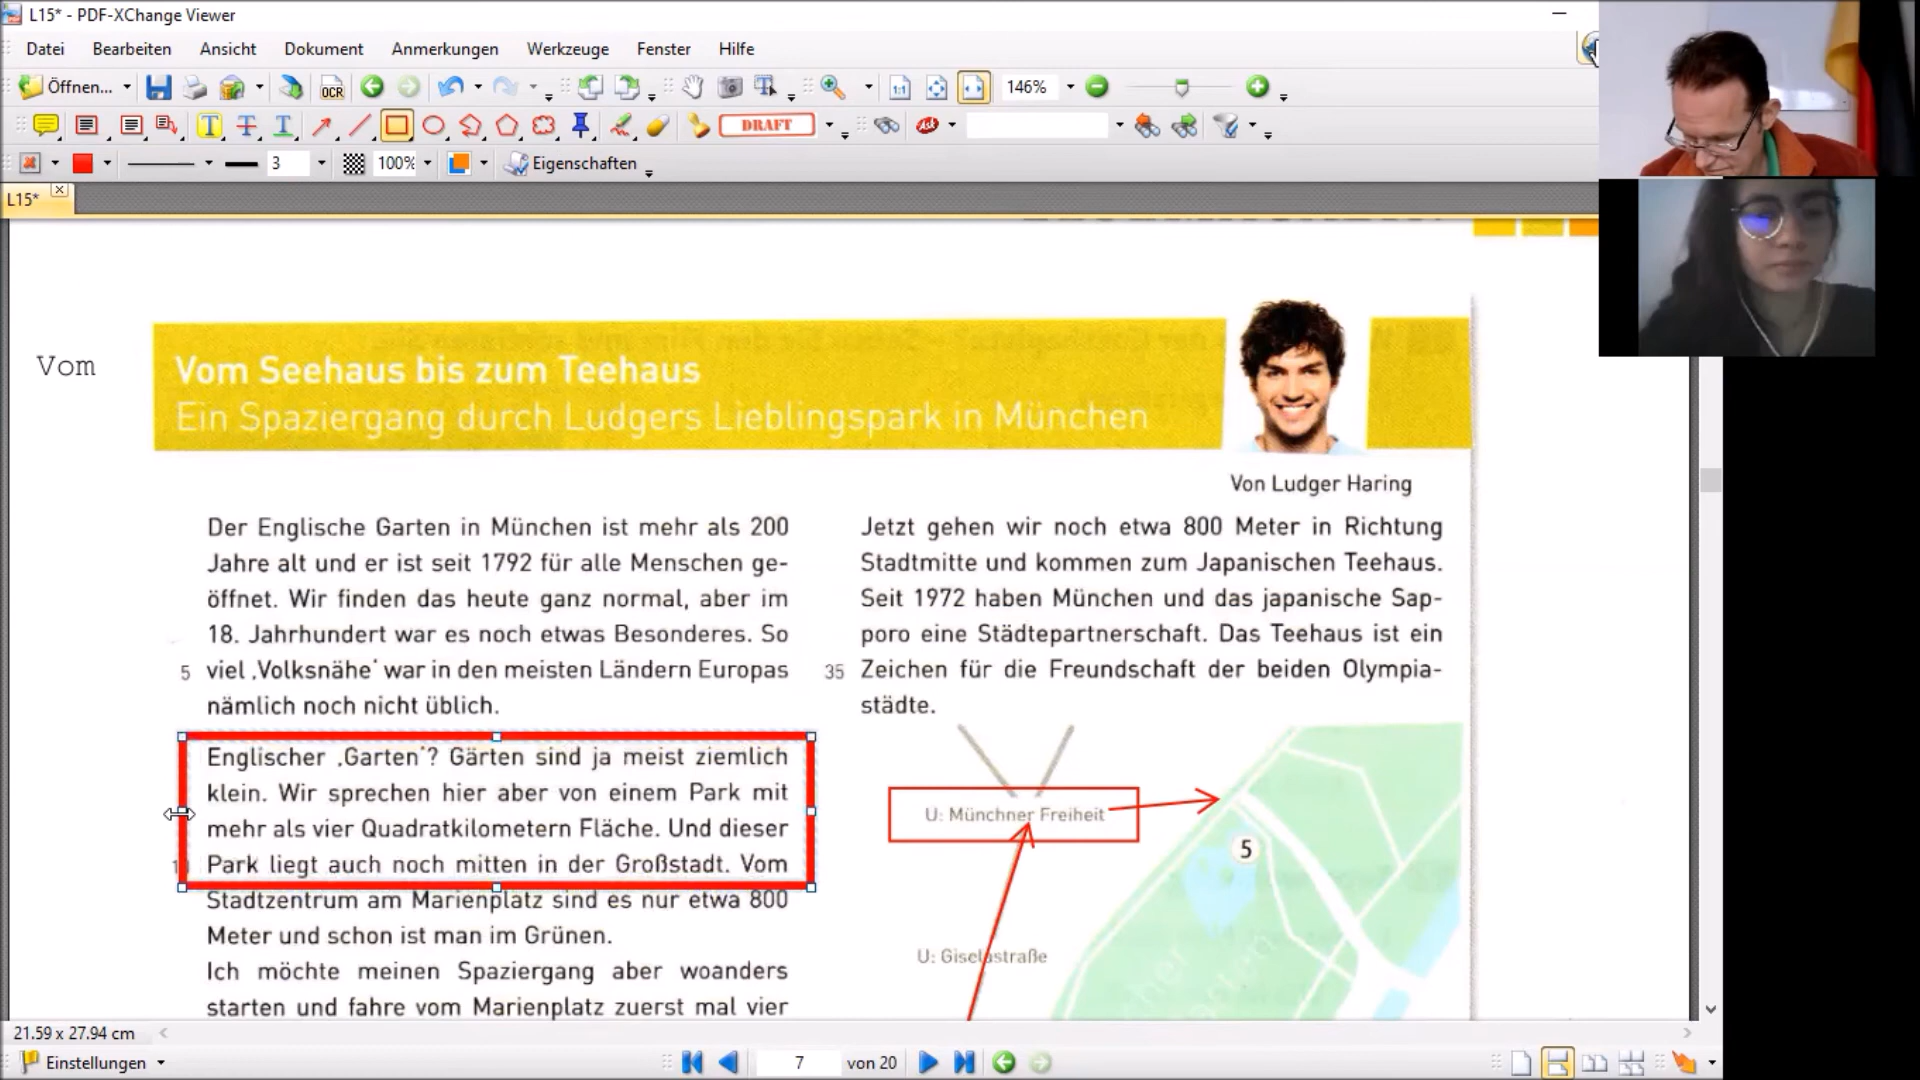 L15* - PDF-XChange Viewer
Datei Bearbeiten Ansicht Dokument Anmerkungen Werkzeuge Fenster Hilfe
Öffnen... OCR 1:1 146%
DRAFT Ask
3 100% Eigenschaften
L15*
Vom
Vom Seehaus bis zum Teehaus
Ein Spaziergang durch Ludgers Lieblingspark in München
Von Ludger Haring
Der Englische Garten in München ist mehr als 200
Jahre alt und er ist seit 1792 für alle Menschen ge-
öffnet. Wir finden das heute ganz normal, aber im
18. Jahrhundert war es noch etwas Besonderes. So
5 viel ‚Volksnähe‘ war in den meisten Ländern Europas
nämlich noch nicht üblich.
Englischer ‚Garten‘? Gärten sind ja meist ziemlich
klein. Wir sprechen hier aber von einem Park mit
mehr als vier Quadratkilometern Fläche. Und dieser
Park liegt auch noch mitten in der Großstadt. Vom
Stadtzentrum am Marienplatz sind es nur etwa 800
Meter und schon ist man im Grünen.
Ich möchte meinen Spaziergang aber woanders
starten und fahre vom Marienplatz zuerst mal vier
Jetzt gehen wir noch etwa 800 Meter in Richtung
Stadtmitte und kommen zum Japanischen Teehaus.
Seit 1972 haben München und das japanische Sap-
poro eine Städtepartnerschaft. Das Teehaus ist ein
35 Zeichen für die Freundschaft der beiden Olympia-
städte.
U: Münchner Freiheit
5
U: Giselastraße
21.59 x 27.94 cm
Einstellungen 7 von 20